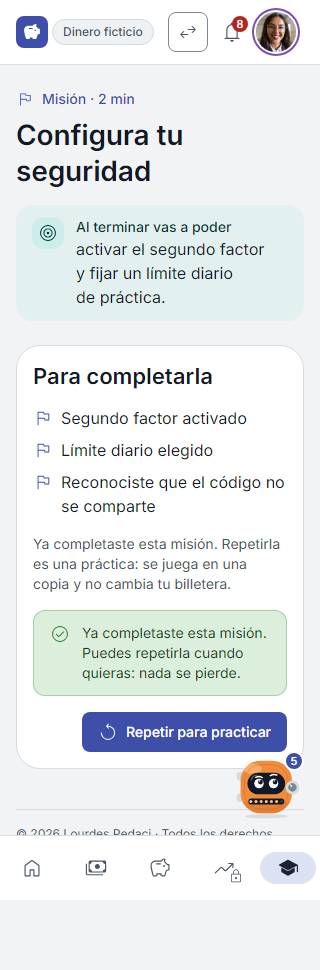 Dinero ficticio
8
Misión · 2 min
Configura tu
seguridad
Al terminar vas a poder
activar el segundo factor
y fijar un límite diario
de práctica.
Para completarla
Segundo factor activado
Límite diario elegido
Reconociste que el código no
se comparte
Ya completaste esta misión. Repetirla
es una práctica: se juega en una
copia y no cambia tu billetera.
Ya completaste esta misión.
Puedes repetirla cuando
quieras: nada se pierde.
Repetir para practicar
5
© 2026 Lourdes Pedaci · Todos los derechos